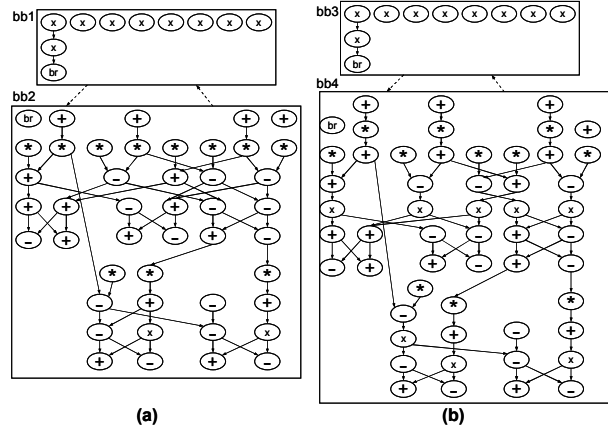 bb1
x x x x x x x x
x
br
bb2
br + + + +
* * * * * * * *
+ − + − −
+ + − + − −
− + + − + −
* * *
− + − +
− x − x
+ − + −
(a)
bb3
x x x x x x x x
x
br
bb4
+ + +
br * * * +
* + * + * * + *
+ − − + −
x x x x −
+ + − − + −
− + + − + −
* * *
− + − +
x − x
− x
+ − + −
(b)